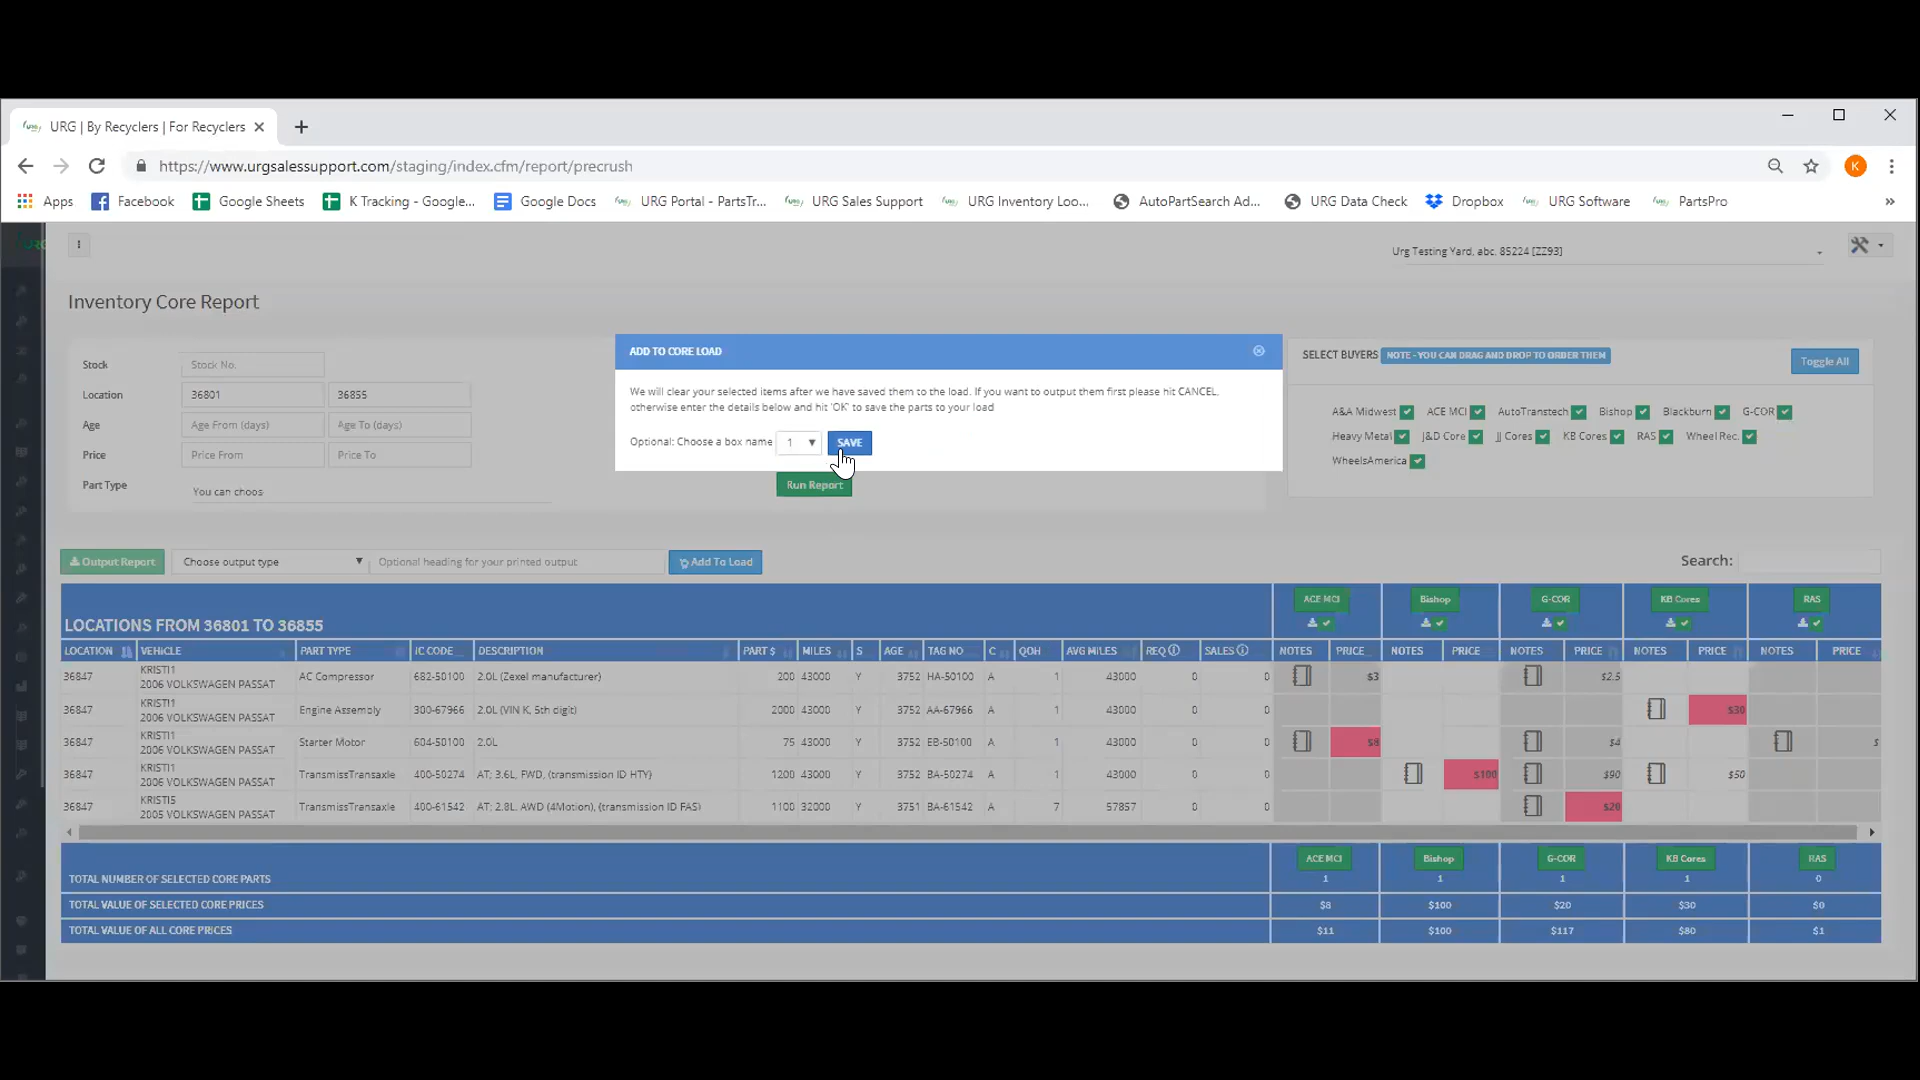 URG | By Recyclers | For Recyclers
https://www.urgsalessupport.com/staging/index.cfm/report/precrush
K
Apps Facebook Google Sheets K Tracking - Google... Google Docs URG Portal - PartsTr... URG Sales Support URG Inventory Loo... AutoPartSearch Ad... URG Data Check Dropbox URG Software PartsPro »
Urg Testing Yard, abc, 85224 [ZZ93]
Inventory Core Report
ADD TO CORE LOAD
We will clear your selected items after we have saved them to the load. If you want to output them first please hit CANCEL,
otherwise enter the details below and hit 'OK' to save the parts to your load
Optional: Choose a box name 1 SAVE
Run Report
Stock Stock No.
Location 36801 36855
Age Age From (days) Age To (days)
Price Price From Price To
Part Type You can choos
SELECT BUYERS NOTE - YOU CAN DRAG AND DROP TO ORDER THEM Toggle All
A&A Midwest ACE MCI AutoTranstech Bishop Blackburn G-COR
Heavy Metal J&D Core JJ Cores KB Cores RAS Wheel Rec.
WheelsAmerica
Output Report Choose output type Optional heading for your printed output Add To Load Search:
LOCATIONS FROM 36801 TO 36855 ACE MCI Bishop G-COR KB Cores RAS
LOCATION VEHICLE PART TYPE IC CODE DESCRIPTION PART $ MILES S AGE TAG NO C QOH AVG MILES REQ SALES NOTES PRICE NOTES PRICE NOTES PRICE NOTES PRICE NOTES PRICE
36847 KRISTI1 2006 VOLKSWAGEN PASSAT AC Compressor 682-50100 2.0L (Zexel manufacturer) 200 43000 Y 3752 HA-50100 A 1 43000 0 0 $3 $2.5
36847 KRISTI1 2006 VOLKSWAGEN PASSAT Engine Assembly 300-67966 2.0L (VIN K, 5th digit) 2000 43000 Y 3752 AA-67966 A 1 43000 0 0 $30
36847 KRISTI1 2006 VOLKSWAGEN PASSAT Starter Motor 604-50100 2.0L 75 43000 Y 3752 EB-50100 A 1 43000 0 0 $8 $4 $
36847 KRISTI1 2006 VOLKSWAGEN PASSAT TransmissTransaxle 400-50274 AT; 3.6L, FWD, (transmission ID HTY) 1200 43000 Y 3752 BA-50274 A 1 43000 0 0 $100 $90 $50
36847 KRISTI5 2005 VOLKSWAGEN PASSAT TransmissTransaxle 400-61542 AT; 2.8L, AWD (4Motion), (transmission ID FAS) 1100 32000 Y 3751 BA-61542 A 7 57857 0 0 $20
ACE MCI Bishop G-COR KB Cores RAS
TOTAL NUMBER OF SELECTED CORE PARTS 1 1 1 1 0
TOTAL VALUE OF SELECTED CORE PRICES $8 $100 $20 $30 $0
TOTAL VALUE OF ALL CORE PRICES $11 $100 $117 $80 $1